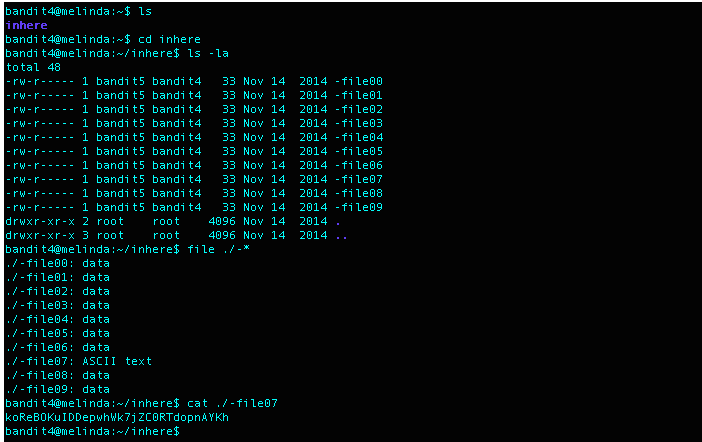 bandit4@melinda:~$ ls
inhere
bandit4@melinda:~$ cd inhere
bandit4@melinda:~/inhere$ ls -la
total 48
-rw-r----- 1 bandit5 bandit4   33 Nov 14  2014 -file00
-rw-r----- 1 bandit5 bandit4   33 Nov 14  2014 -file01
-rw-r----- 1 bandit5 bandit4   33 Nov 14  2014 -file02
-rw-r----- 1 bandit5 bandit4   33 Nov 14  2014 -file03
-rw-r----- 1 bandit5 bandit4   33 Nov 14  2014 -file04
-rw-r----- 1 bandit5 bandit4   33 Nov 14  2014 -file05
-rw-r----- 1 bandit5 bandit4   33 Nov 14  2014 -file06
-rw-r----- 1 bandit5 bandit4   33 Nov 14  2014 -file07
-rw-r----- 1 bandit5 bandit4   33 Nov 14  2014 -file08
-rw-r----- 1 bandit5 bandit4   33 Nov 14  2014 -file09
drwxr-xr-x 2 root    root    4096 Nov 14  2014 .
drwxr-xr-x 3 root    root    4096 Nov 14  2014 ..
bandit4@melinda:~/inhere$ file ./-*
./-file00: data
./-file01: data
./-file02: data
./-file03: data
./-file04: data
./-file05: data
./-file06: data
./-file07: ASCII text
./-file08: data
./-file09: data
bandit4@melinda:~/inhere$ cat ./-file07
koReBOKuIDDepwhWk7jZC0RTdopnAYKh
bandit4@melinda:~/inhere$